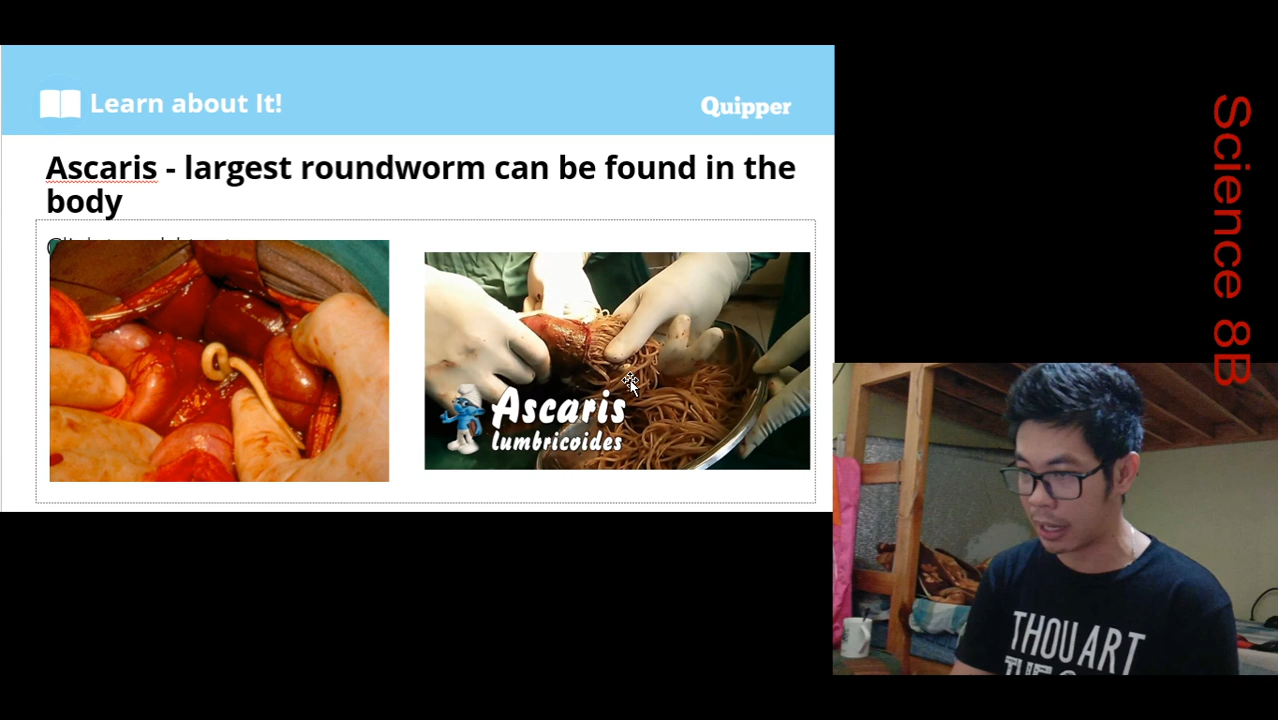 Learn about It!
Quipper
Ascaris - largest roundworm can be found in the
body
Ascaris
lumbricoides
Science 8B
THOU ART